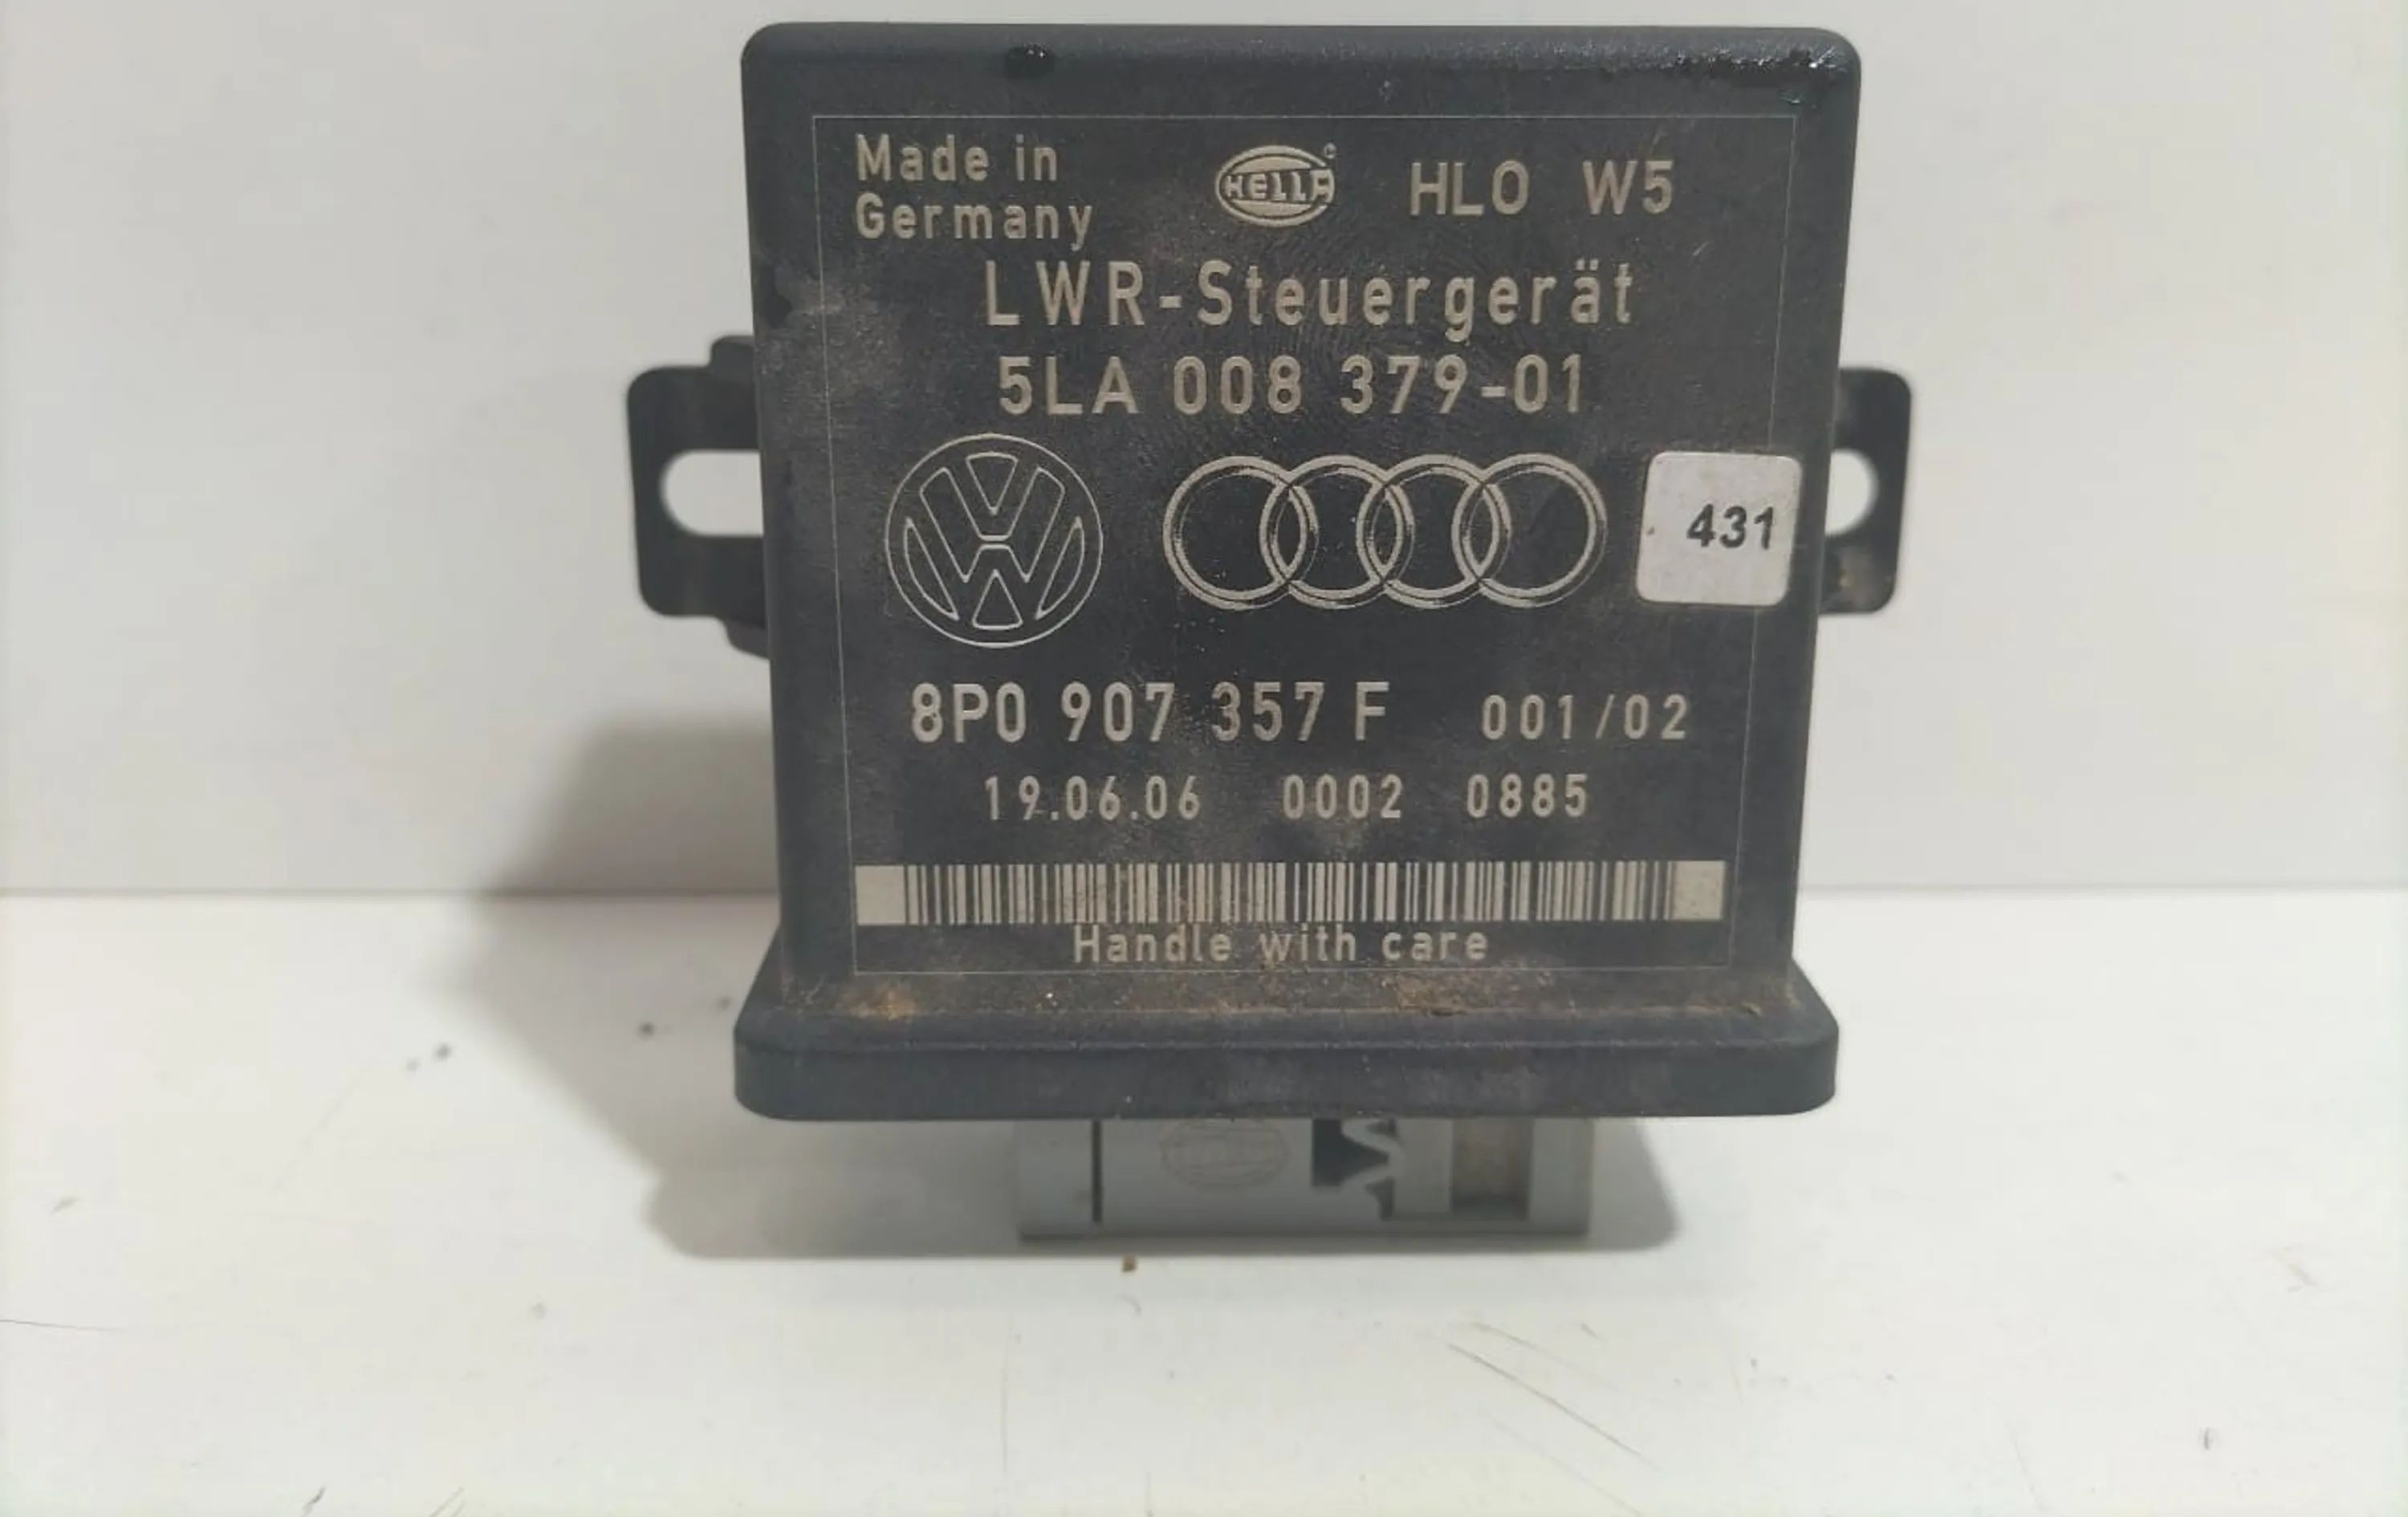 Made in
Germany
HELLA HLO W5
LWR-Steuergerät
5LA 008 379-01
431
8P0 907 357 F 001/02
19.06.06 0002 0885
Handle with care